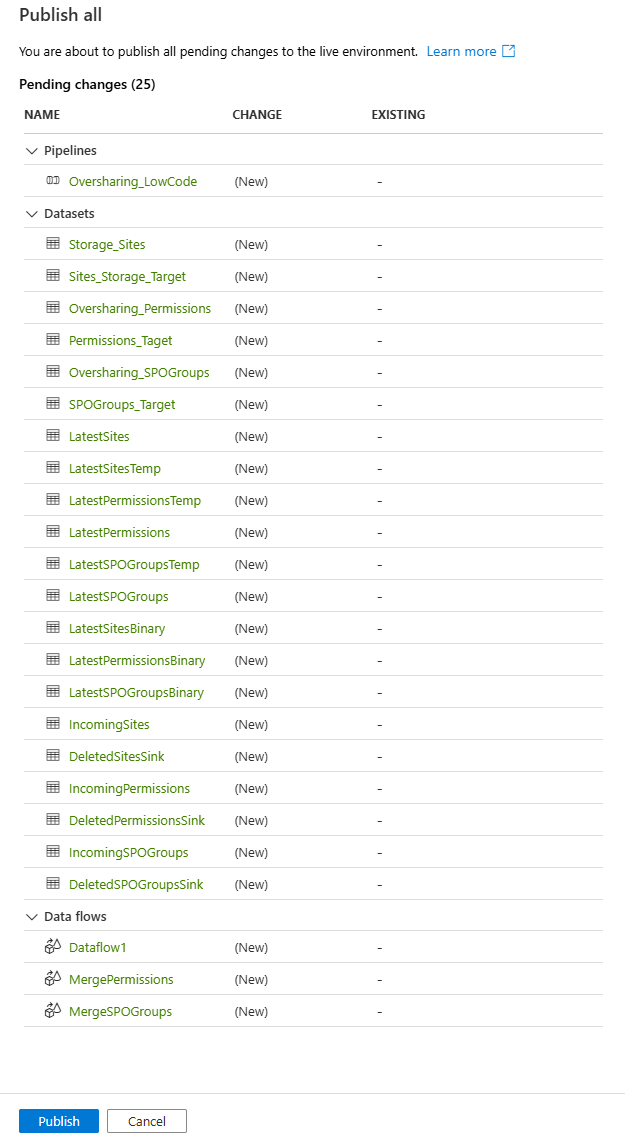 Publish all
You are about to publish all pending changes to the live environment. Learn more
Pending changes (25)
NAME CHANGE EXISTING
Pipelines
Oversharing_LowCode (New) -
Datasets
Storage_Sites (New) -
Sites_Storage_Target (New) -
Oversharing_Permissions (New) -
Permissions_Taget (New) -
Oversharing_SPOGroups (New) -
SPOGroups_Target (New) -
LatestSites (New) -
LatestSitesTemp (New) -
LatestPermissionsTemp (New) -
LatestPermissions (New) -
LatestSPOGroupsTemp (New) -
LatestSPOGroups (New) -
LatestSitesBinary (New) -
LatestPermissionsBinary (New) -
LatestSPOGroupsBinary (New) -
IncomingSites (New) -
DeletedSitesSink (New) -
IncomingPermissions (New) -
DeletedPermissionsSink (New) -
IncomingSPOGroups (New) -
DeletedSPOGroupsSink (New) -
Data flows
Dataflow1 (New) -
MergePermissions (New) -
MergeSPOGroups (New) -
Publish Cancel